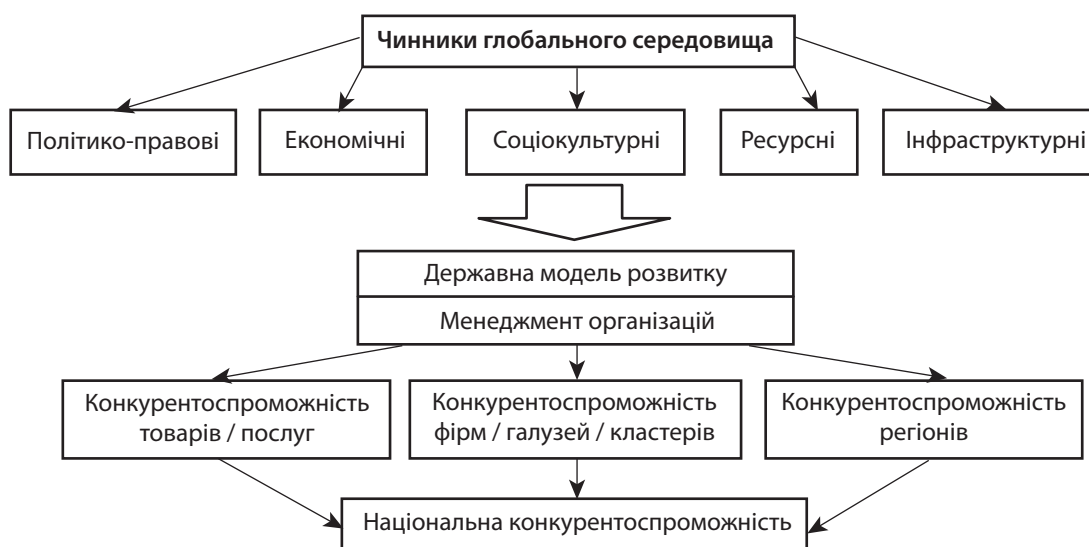 Чинники глобального середовища
Політико-правові
Економічні
Соціокультурні
Ресурсні
Інфраструктурні
Державна модель розвитку
Менеджмент організацій
Конкурентоспроможність
товарів / послуг
Конкурентоспроможність
фірм / галузей / кластерів
Конкурентоспроможність
регіонів
Національна конкурентоспроможність